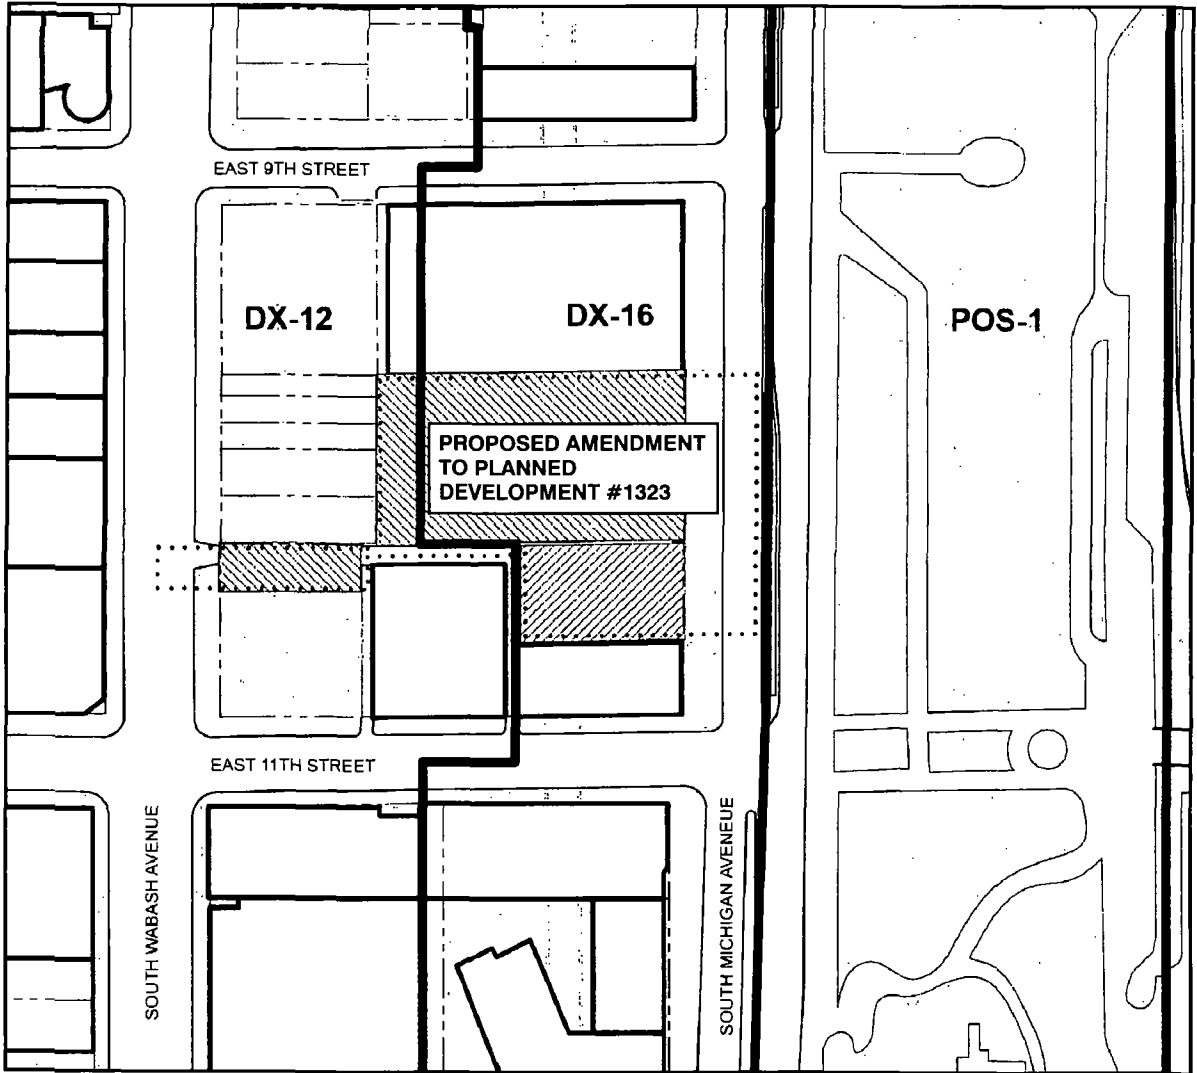 EAST 9TH STREET
DX-12
DX-16
POS-1
PROPOSED AMENDMENT
TO PLANNED
DEVELOPMENT #1323
EAST 11TH STREET
SOUTH WABASH AVENUE
SOUTH MICHIGAN AVENEUE